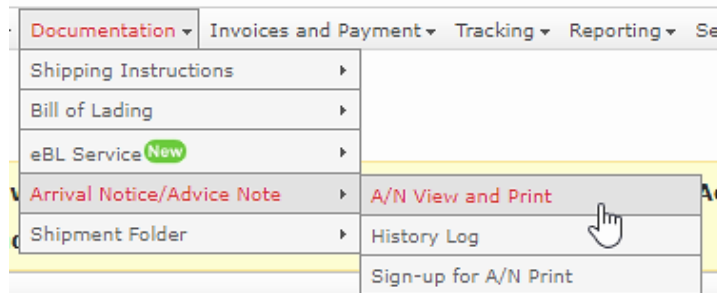 Documentation Invoices and Payment Tracking Reporting Se
Shipping Instructions
Bill of Lading
eBL Service New
Arrival Notice/Advice Note
Shipment Folder
A/N View and Print
History Log
Sign-up for A/N Print